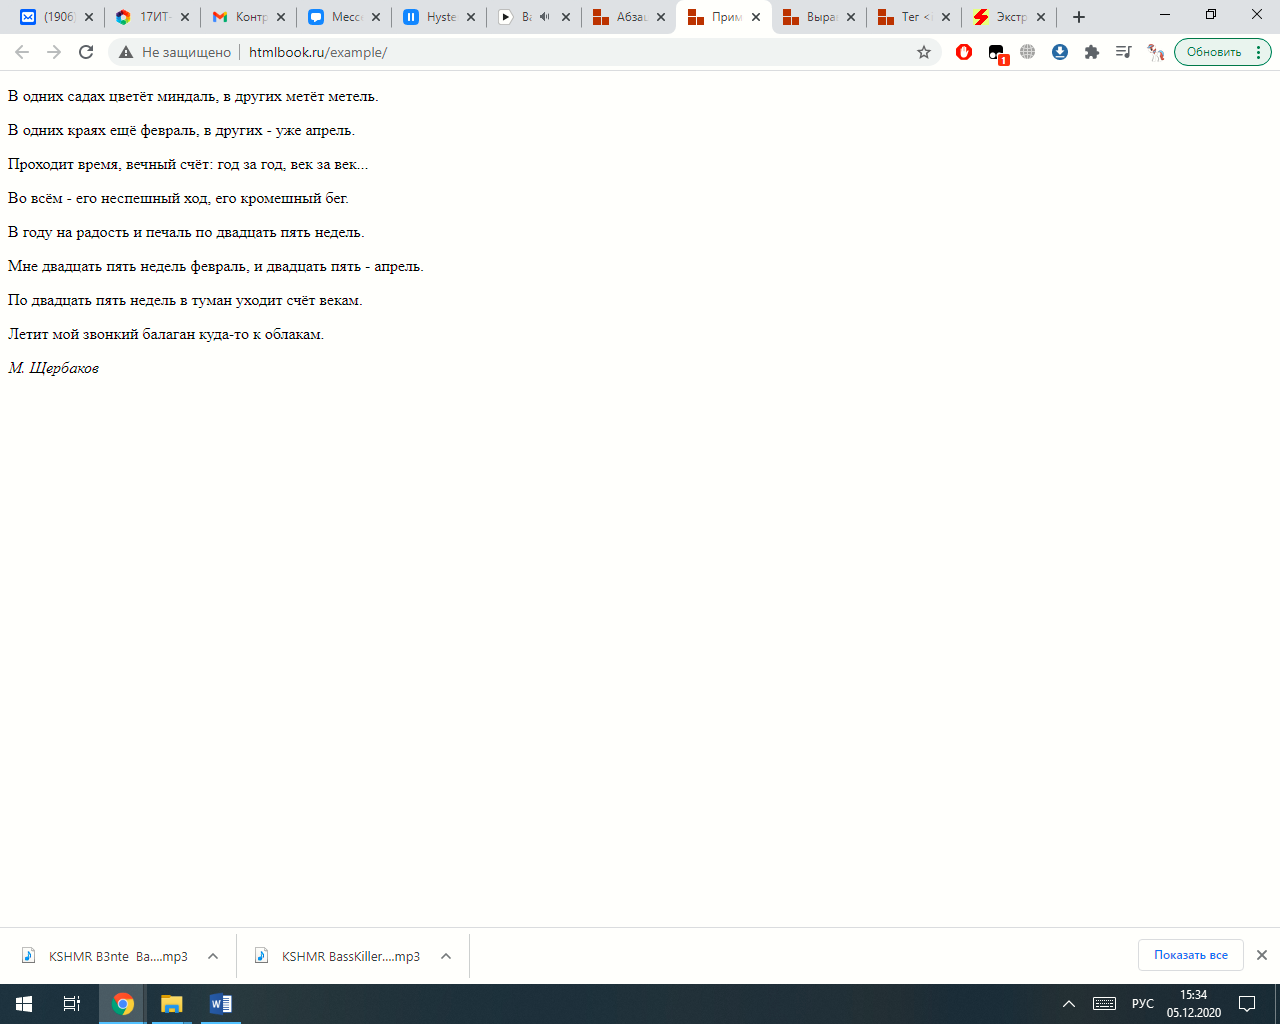 (1906
17ИТ-
Контр
Месс
Hyste
Ba
Абзац
Прим
Выра
Тег <
Экстр
Не защищено
htmlbook.ru/example/
1
Обновить
В одних садах цветёт миндаль, в других метёт метель.
В одних краях ещё февраль, в других - уже апрель.
Проходит время, вечный счёт: год за год, век за век...
Во всём - его неспешный ход, его кромешный бег.
В году на радость и печаль по двадцать пять недель.
Мне двадцать пять недель февраль, и двадцать пять - апрель.
По двадцать пять недель в туман уходит счёт векам.
Летит мой звонкий балаган куда-то к облакам.
М. Щербаков
KSHMR B3nte Ba....mp3
KSHMR BassKiller....mp3
Показать все
РУС
15:34
05.12.2020